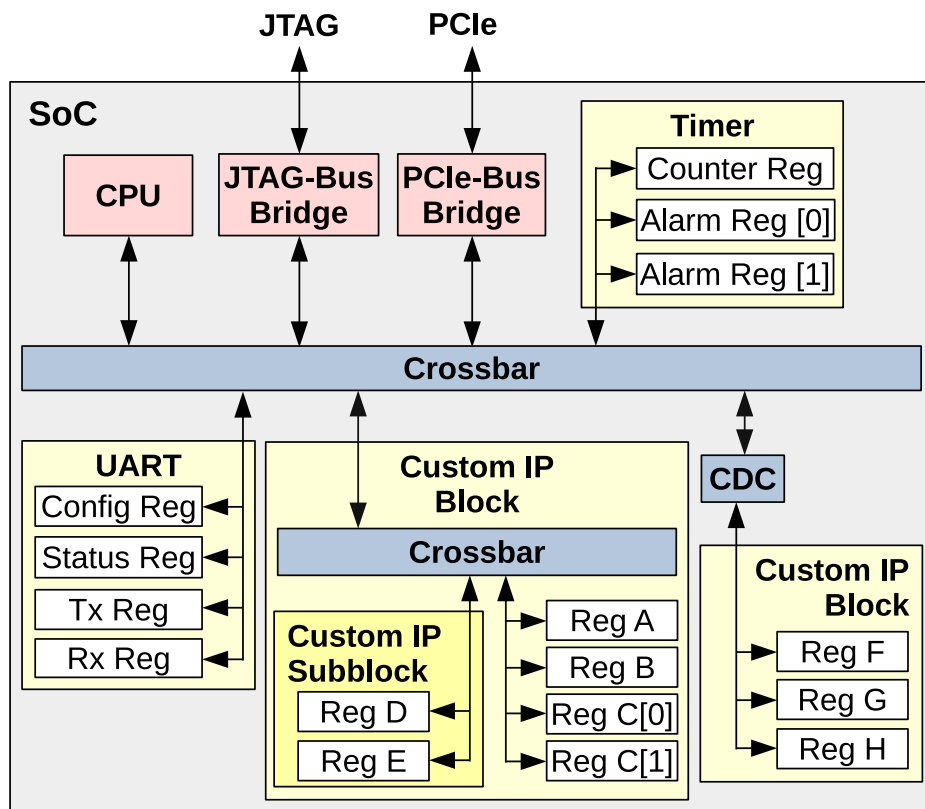 JTAG
PCIe
SoC
CPU
JTAG-Bus
Bridge
PCIe-Bus
Bridge
Timer
Counter Reg
Alarm Reg [0]
Alarm Reg [1]
Crossbar
UART
Config Reg
Status Reg
Tx Reg
Rx Reg
Custom IP
Block
Crossbar
Custom IP
Subblock
Reg D
Reg E
Reg A
Reg B
Reg C[0]
Reg C[1]
CDC
Custom IP
Block
Reg F
Reg G
Reg H